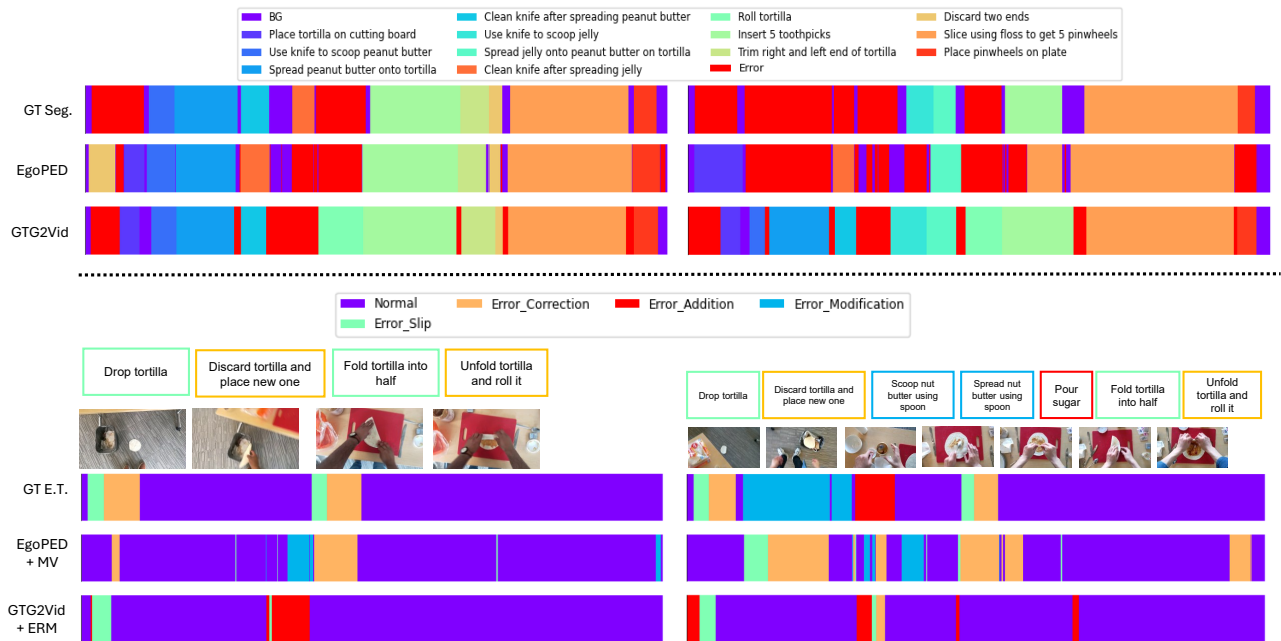 BG
Place tortilla on cutting board
Use knife to scoop peanut butter
Spread peanut butter onto tortilla
Clean knife after spreading peanut butter
Use knife to scoop jelly
Spread jelly onto peanut butter on tortilla
Clean knife after spreading jelly
Roll tortilla
Insert 5 toothpicks
Trim right and left end of tortilla
Error
Discard two ends
Slice using floss to get 5 pinwheels
Place pinwheels on plate
GT Seg.
EgoPED
GTG2Vid
Normal
Error_Slip
Error_Correction
Error_Addition
Error_Modification
Drop tortilla
Discard tortilla and
place new one
Fold tortilla into
half
Unfold tortilla
and roll it
Drop tortilla
Discard tortilla and
place new one
Scoop nut
butter using
spoon
Spread nut
butter using
spoon
Pour
sugar
Fold tortilla
into half
Unfold
tortilla and
roll it
GT E.T.
EgoPED
+ MV
GTG2Vid
+ ERM